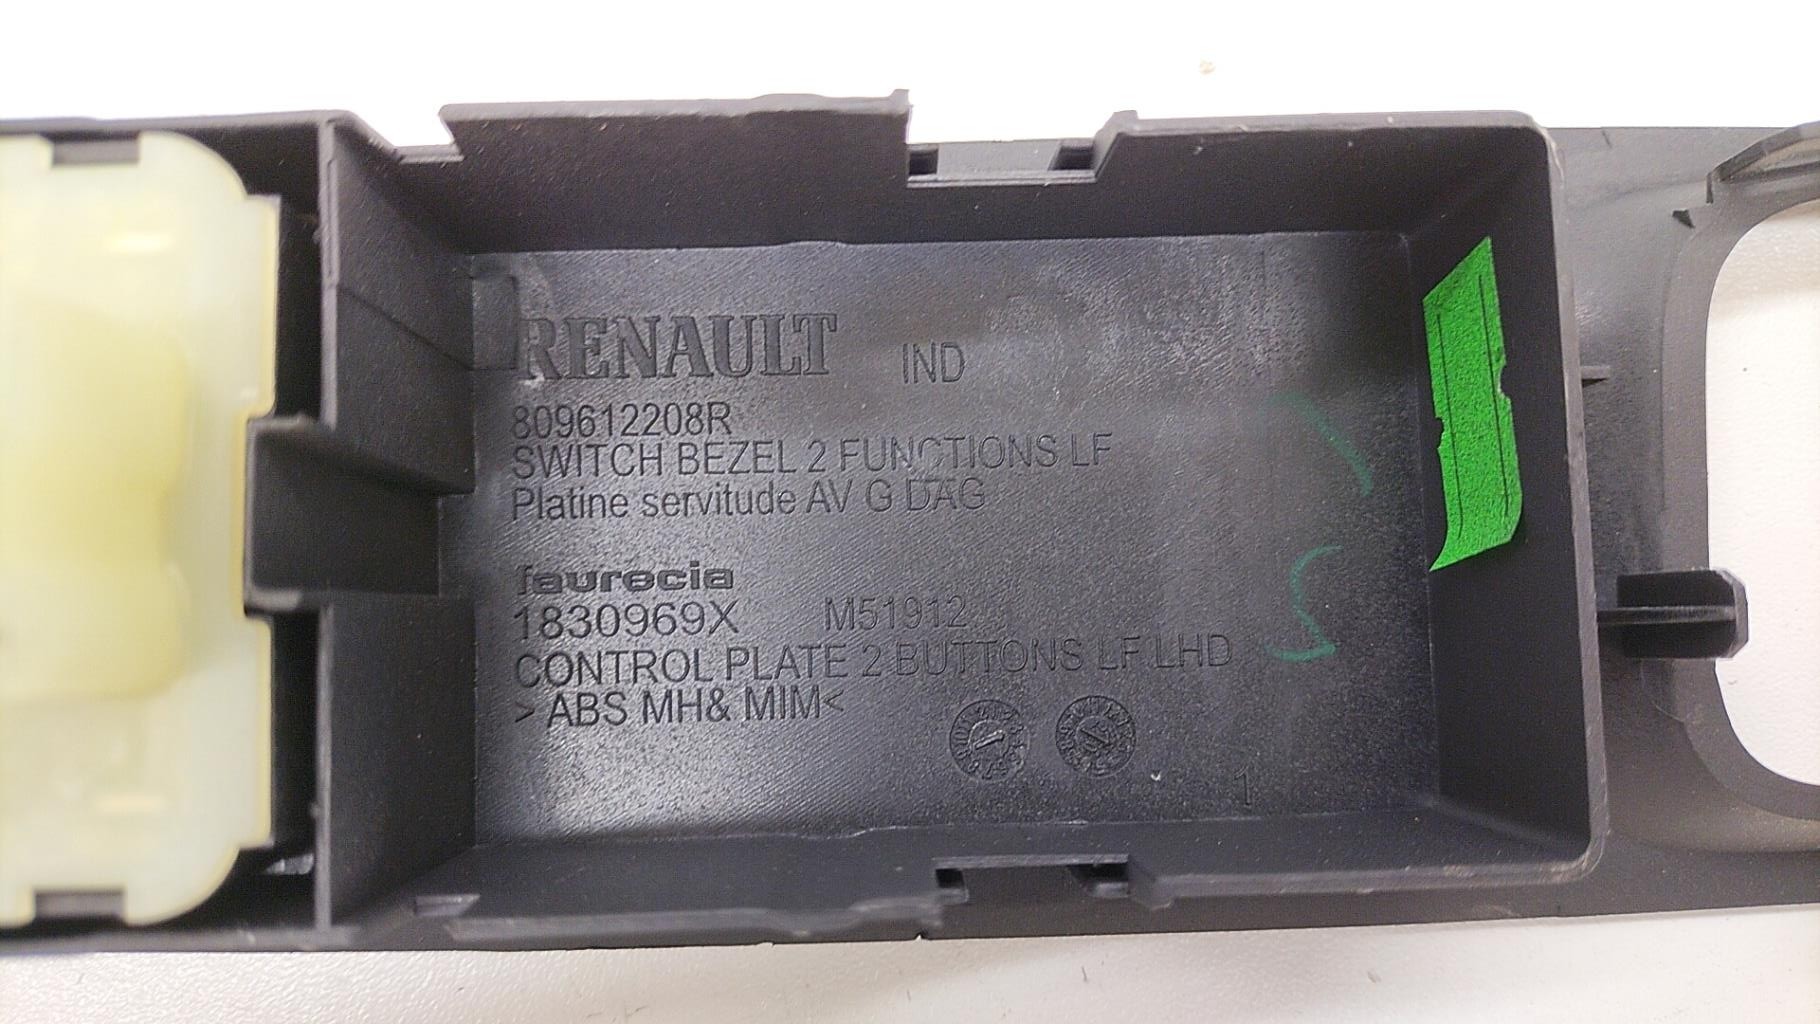 RENAULT IND
809612208R
SWITCH BEZEL 2 FUNCTIONS LF
Platine servitude AV G DAG
faurecia
1830969X M51912
CONTROL PLATE 2 BUTTONS LF LHD
>ABS MH& MIM<
1